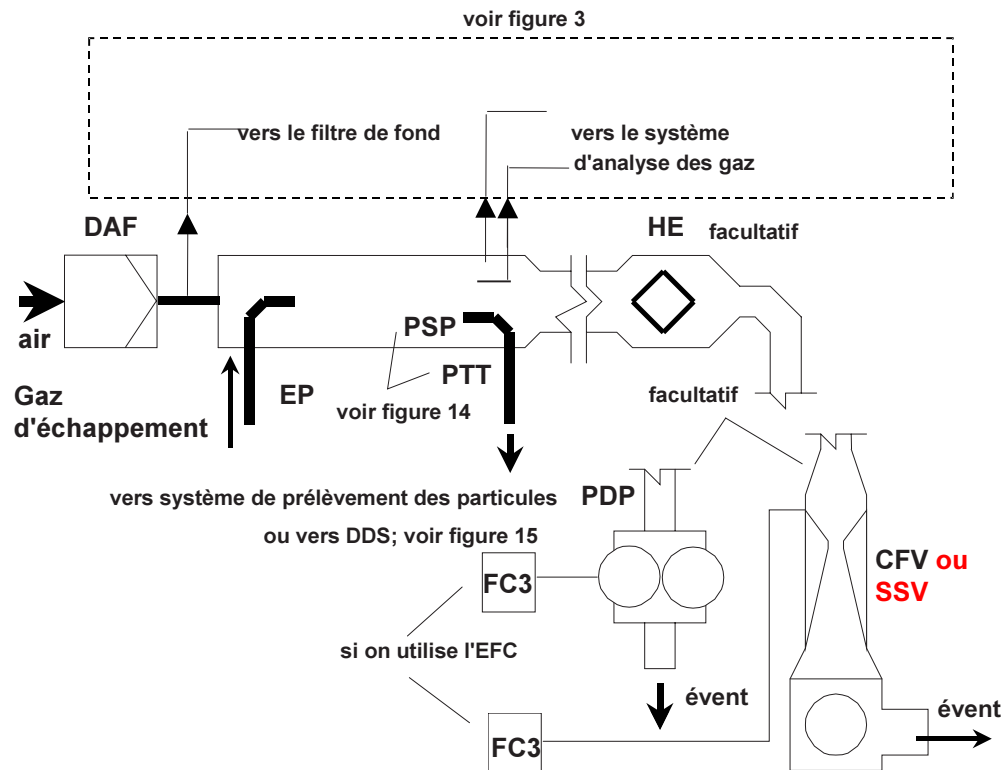 voir figure 3
vers le filtre de fond
vers le système
d'analyse des gaz
DAF
HE
facultatif
air
PSP
PTT
EP
Gaz
d'échappement
voir figure 14
facultatif
vers système de prélèvement des particules
ou vers DDS; voir figure 15
PDP
FC3
CFV ou
SSV
si on utilise l'EFC
évent
évent
FC3